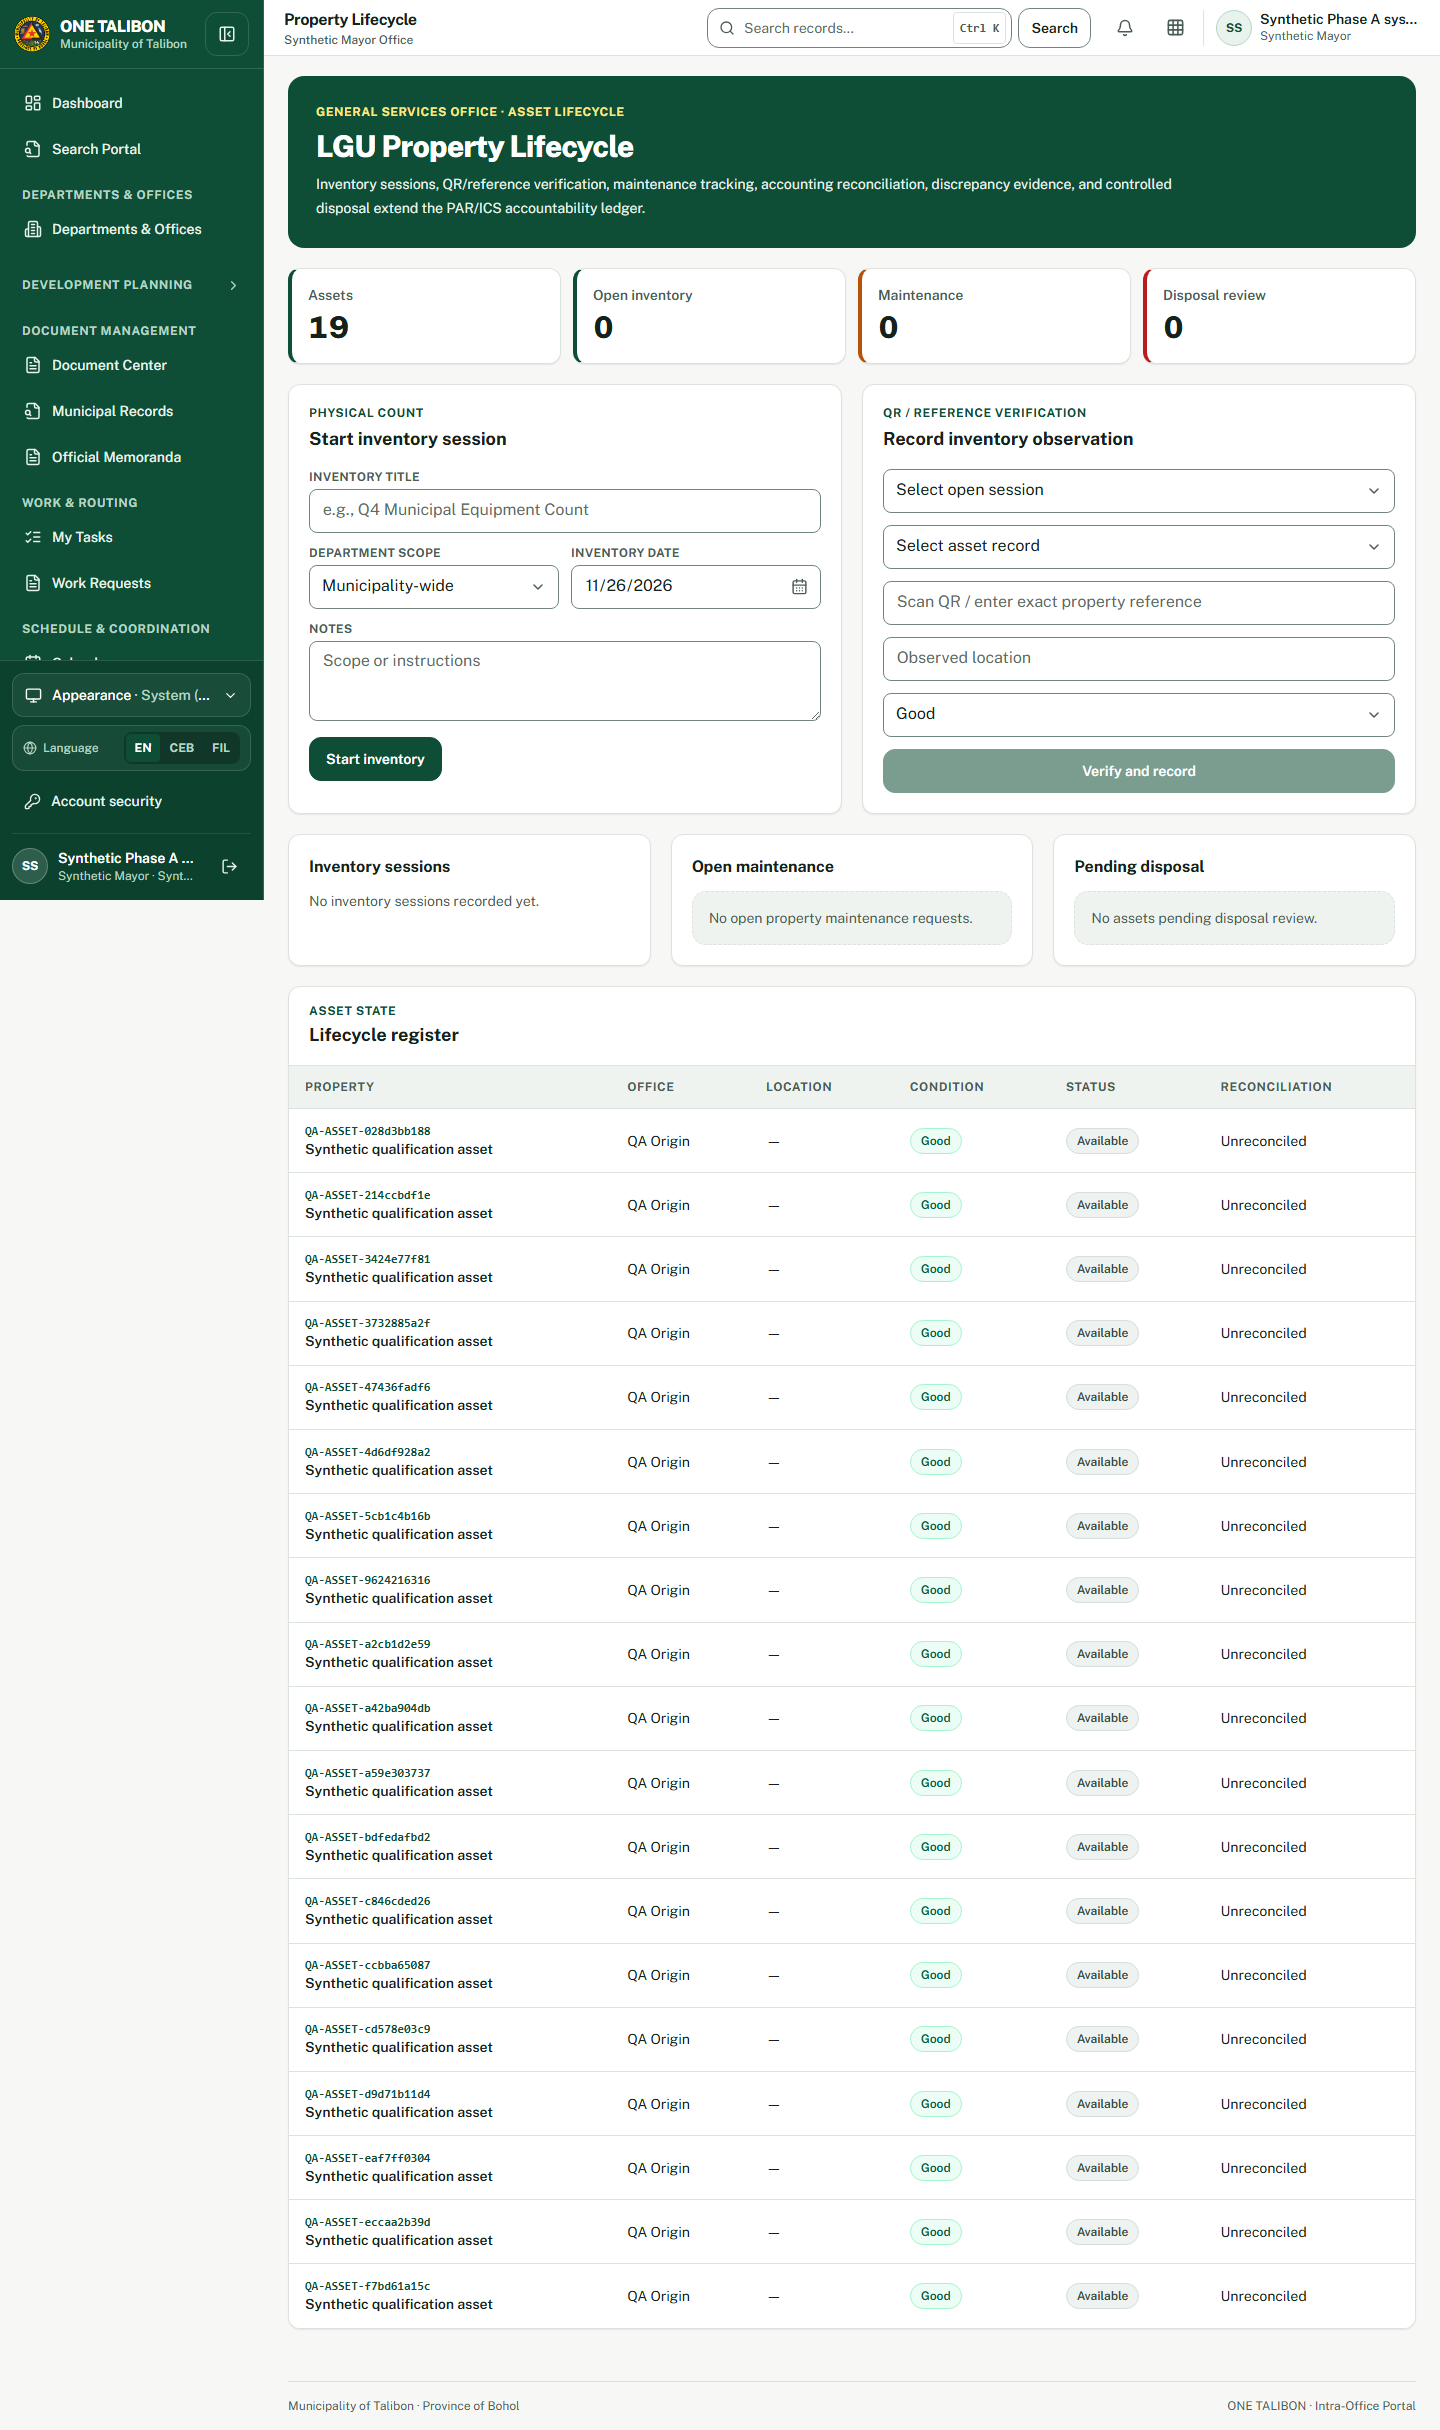 ONE TALIBON
Municipality of Talibon
Dashboard
Search Portal
DEPARTMENTS & OFFICES
Departments & Offices
DEVELOPMENT PLANNING
DOCUMENT MANAGEMENT
Document Center
Municipal Records
Official Memoranda
WORK & ROUTING
My Tasks
Work Requests
SCHEDULE & COORDINATION
Appearance · System (...
Language EN CEB FIL
Account security
SS Synthetic Phase A ...
Synthetic Mayor · Synt...
Property Lifecycle
Synthetic Mayor Office
Search records... Ctrl K Search
SS Synthetic Phase A sys...
Synthetic Mayor
GENERAL SERVICES OFFICE · ASSET LIFECYCLE
LGU Property Lifecycle
Inventory sessions, QR/reference verification, maintenance tracking, accounting reconciliation, discrepancy evidence, and controlled
disposal extend the PAR/ICS accountability ledger.
Assets
19
Open inventory
0
Maintenance
0
Disposal review
0
PHYSICAL COUNT
Start inventory session
INVENTORY TITLE
e.g., Q4 Municipal Equipment Count
DEPARTMENT SCOPE INVENTORY DATE
Municipality-wide 11/26/2026
NOTES
Scope or instructions
Start inventory
QR / REFERENCE VERIFICATION
Record inventory observation
Select open session
Select asset record
Scan QR / enter exact property reference
Observed location
Good
Verify and record
Inventory sessions
No inventory sessions recorded yet.
Open maintenance
No open property maintenance requests.
Pending disposal
No assets pending disposal review.
ASSET STATE
Lifecycle register
PROPERTY OFFICE LOCATION CONDITION STATUS RECONCILIATION
QA-ASSET-028d3bb188
Synthetic qualification asset QA Origin — Good Available Unreconciled
QA-ASSET-214ccbdf1e
Synthetic qualification asset QA Origin — Good Available Unreconciled
QA-ASSET-3424e77f81
Synthetic qualification asset QA Origin — Good Available Unreconciled
QA-ASSET-3732885a2f
Synthetic qualification asset QA Origin — Good Available Unreconciled
QA-ASSET-47436fadf6
Synthetic qualification asset QA Origin — Good Available Unreconciled
QA-ASSET-4d6df928a2
Synthetic qualification asset QA Origin — Good Available Unreconciled
QA-ASSET-5cb1c4b16b
Synthetic qualification asset QA Origin — Good Available Unreconciled
QA-ASSET-9624216316
Synthetic qualification asset QA Origin — Good Available Unreconciled
QA-ASSET-a2cb1d2e59
Synthetic qualification asset QA Origin — Good Available Unreconciled
QA-ASSET-a42ba904db
Synthetic qualification asset QA Origin — Good Available Unreconciled
QA-ASSET-a59e303737
Synthetic qualification asset QA Origin — Good Available Unreconciled
QA-ASSET-bdfedafbd2
Synthetic qualification asset QA Origin — Good Available Unreconciled
QA-ASSET-c846cded26
Synthetic qualification asset QA Origin — Good Available Unreconciled
QA-ASSET-ccbba65087
Synthetic qualification asset QA Origin — Good Available Unreconciled
QA-ASSET-cd578e03c9
Synthetic qualification asset QA Origin — Good Available Unreconciled
QA-ASSET-d9d71b11d4
Synthetic qualification asset QA Origin — Good Available Unreconciled
QA-ASSET-eaf7ff0304
Synthetic qualification asset QA Origin — Good Available Unreconciled
QA-ASSET-eccaa2b39d
Synthetic qualification asset QA Origin — Good Available Unreconciled
QA-ASSET-f7bd61a15c
Synthetic qualification asset QA Origin — Good Available Unreconciled
Municipality of Talibon · Province of Bohol
ONE TALIBON · Intra-Office Portal